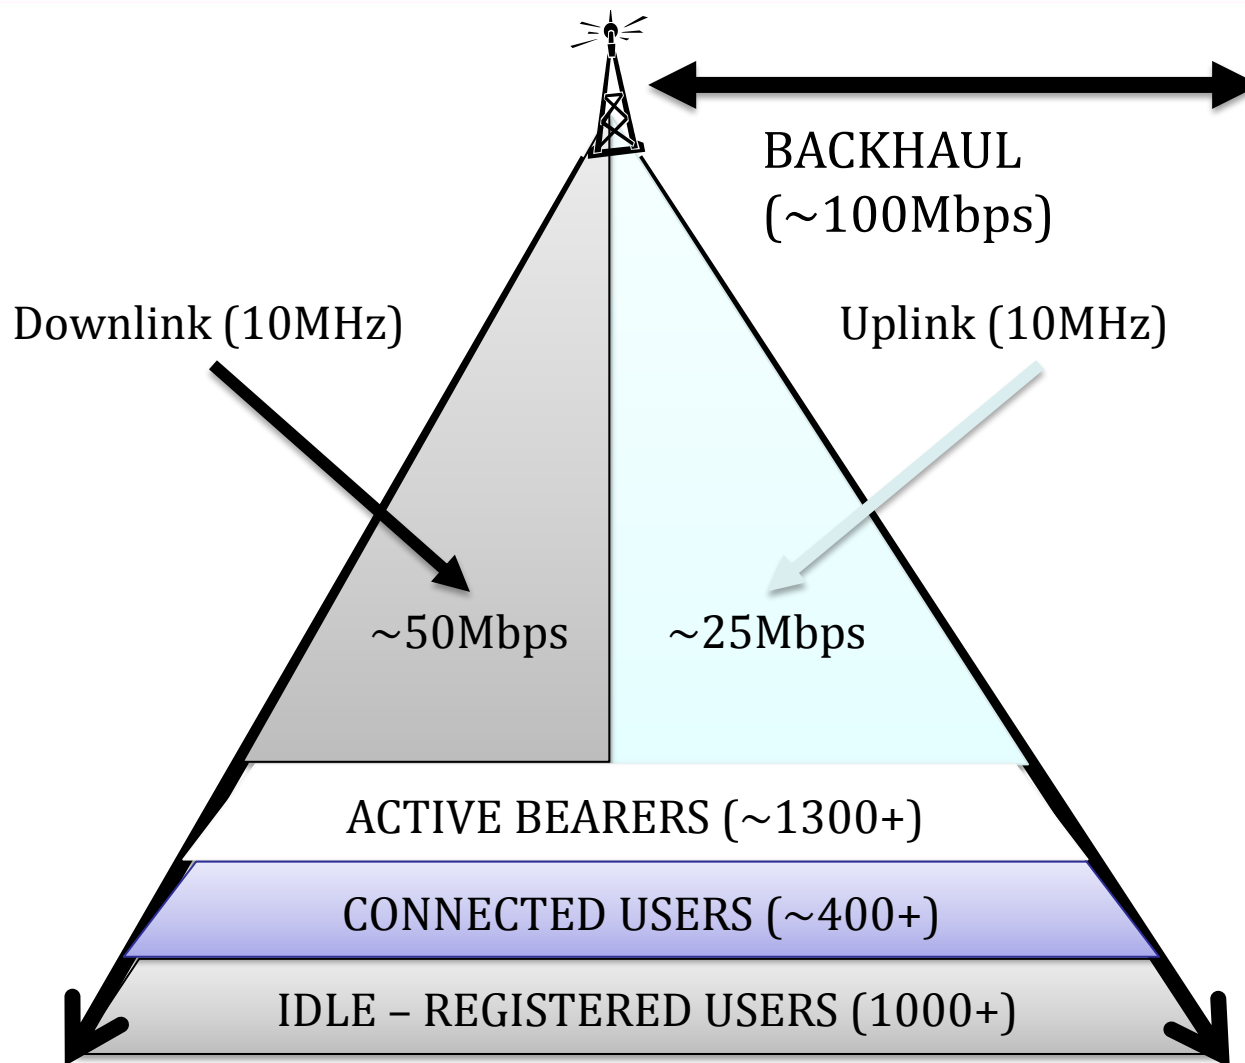 BACKHAUL
(~100Mbps)
Downlink (10MHz)
Uplink (10MHz)
~50Mbps
~25Mbps
ACTIVE BEARERS (~1300+)
CONNECTED USERS (~400+)
IDLE – REGISTERED USERS (1000+)